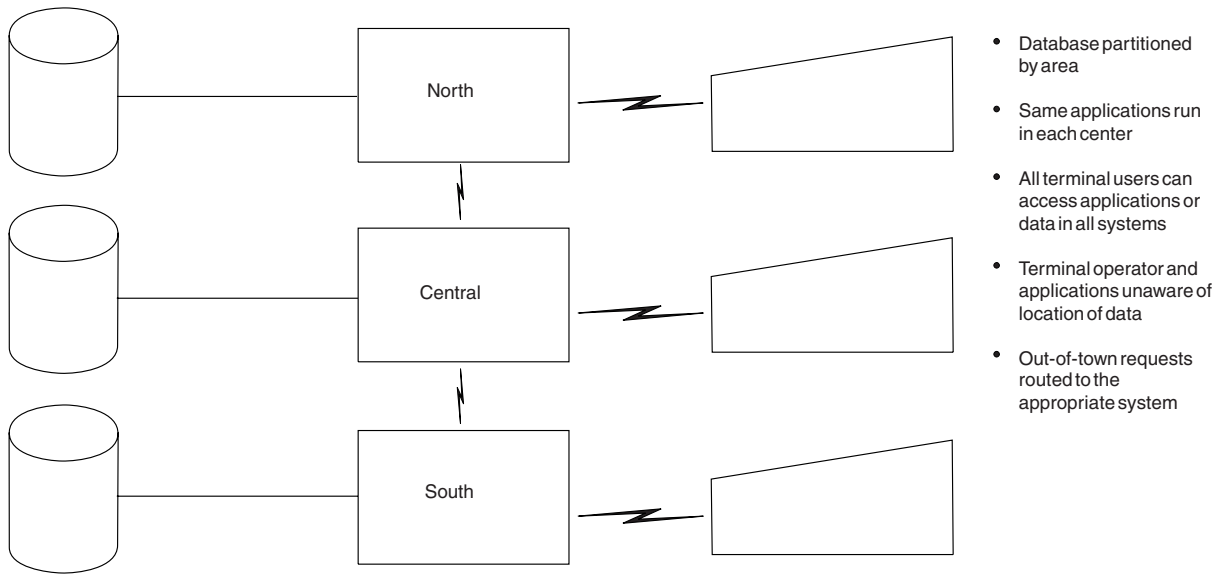 North
Central
South
• Database partitioned
by area
• Same applications run
in each center
• All terminal users can
access applications or
data in all systems
• Terminal operator and
applications unaware of
location of data
• Out-of-town requests
routed to the
appropriate system